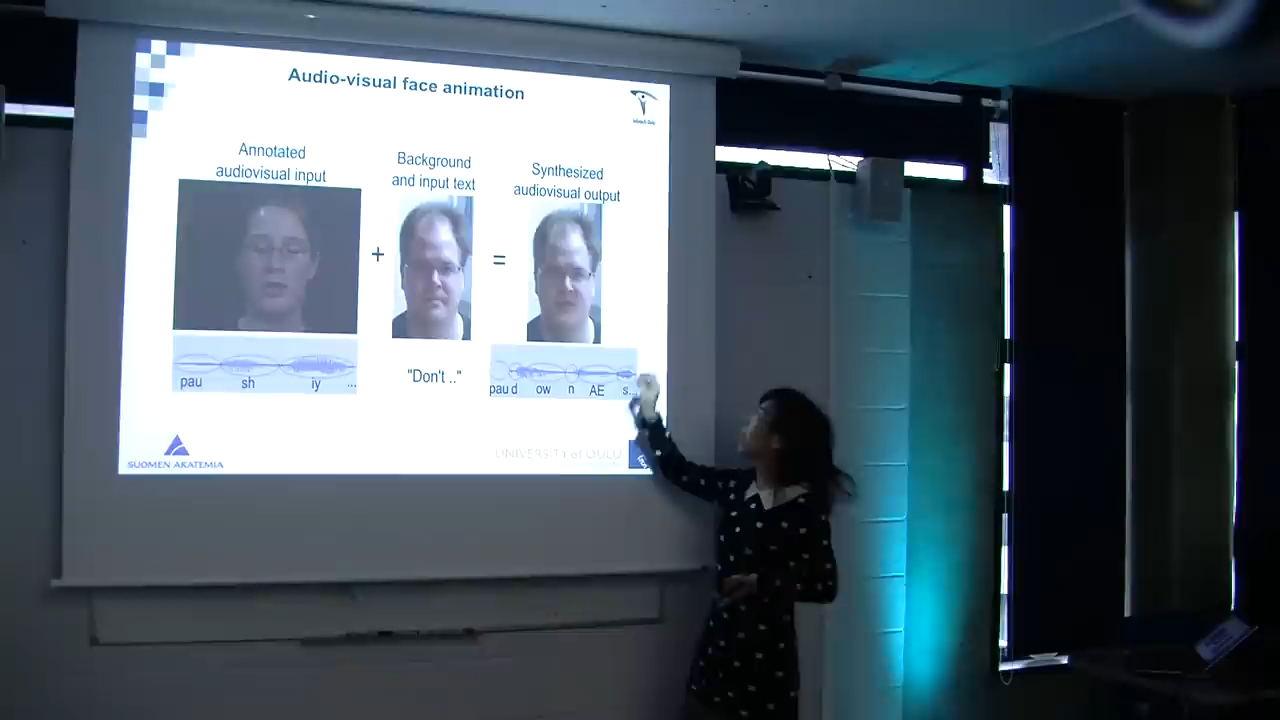 Audio-visual face animation
Annotated
audiovisual input
Background
and input text
Synthesized
audiovisual output
+
=
pau sh iy ...
"Don't .."
pau d ow n AE s...
SUOMEN AKATEMIA
UNIVERSITY of OULU